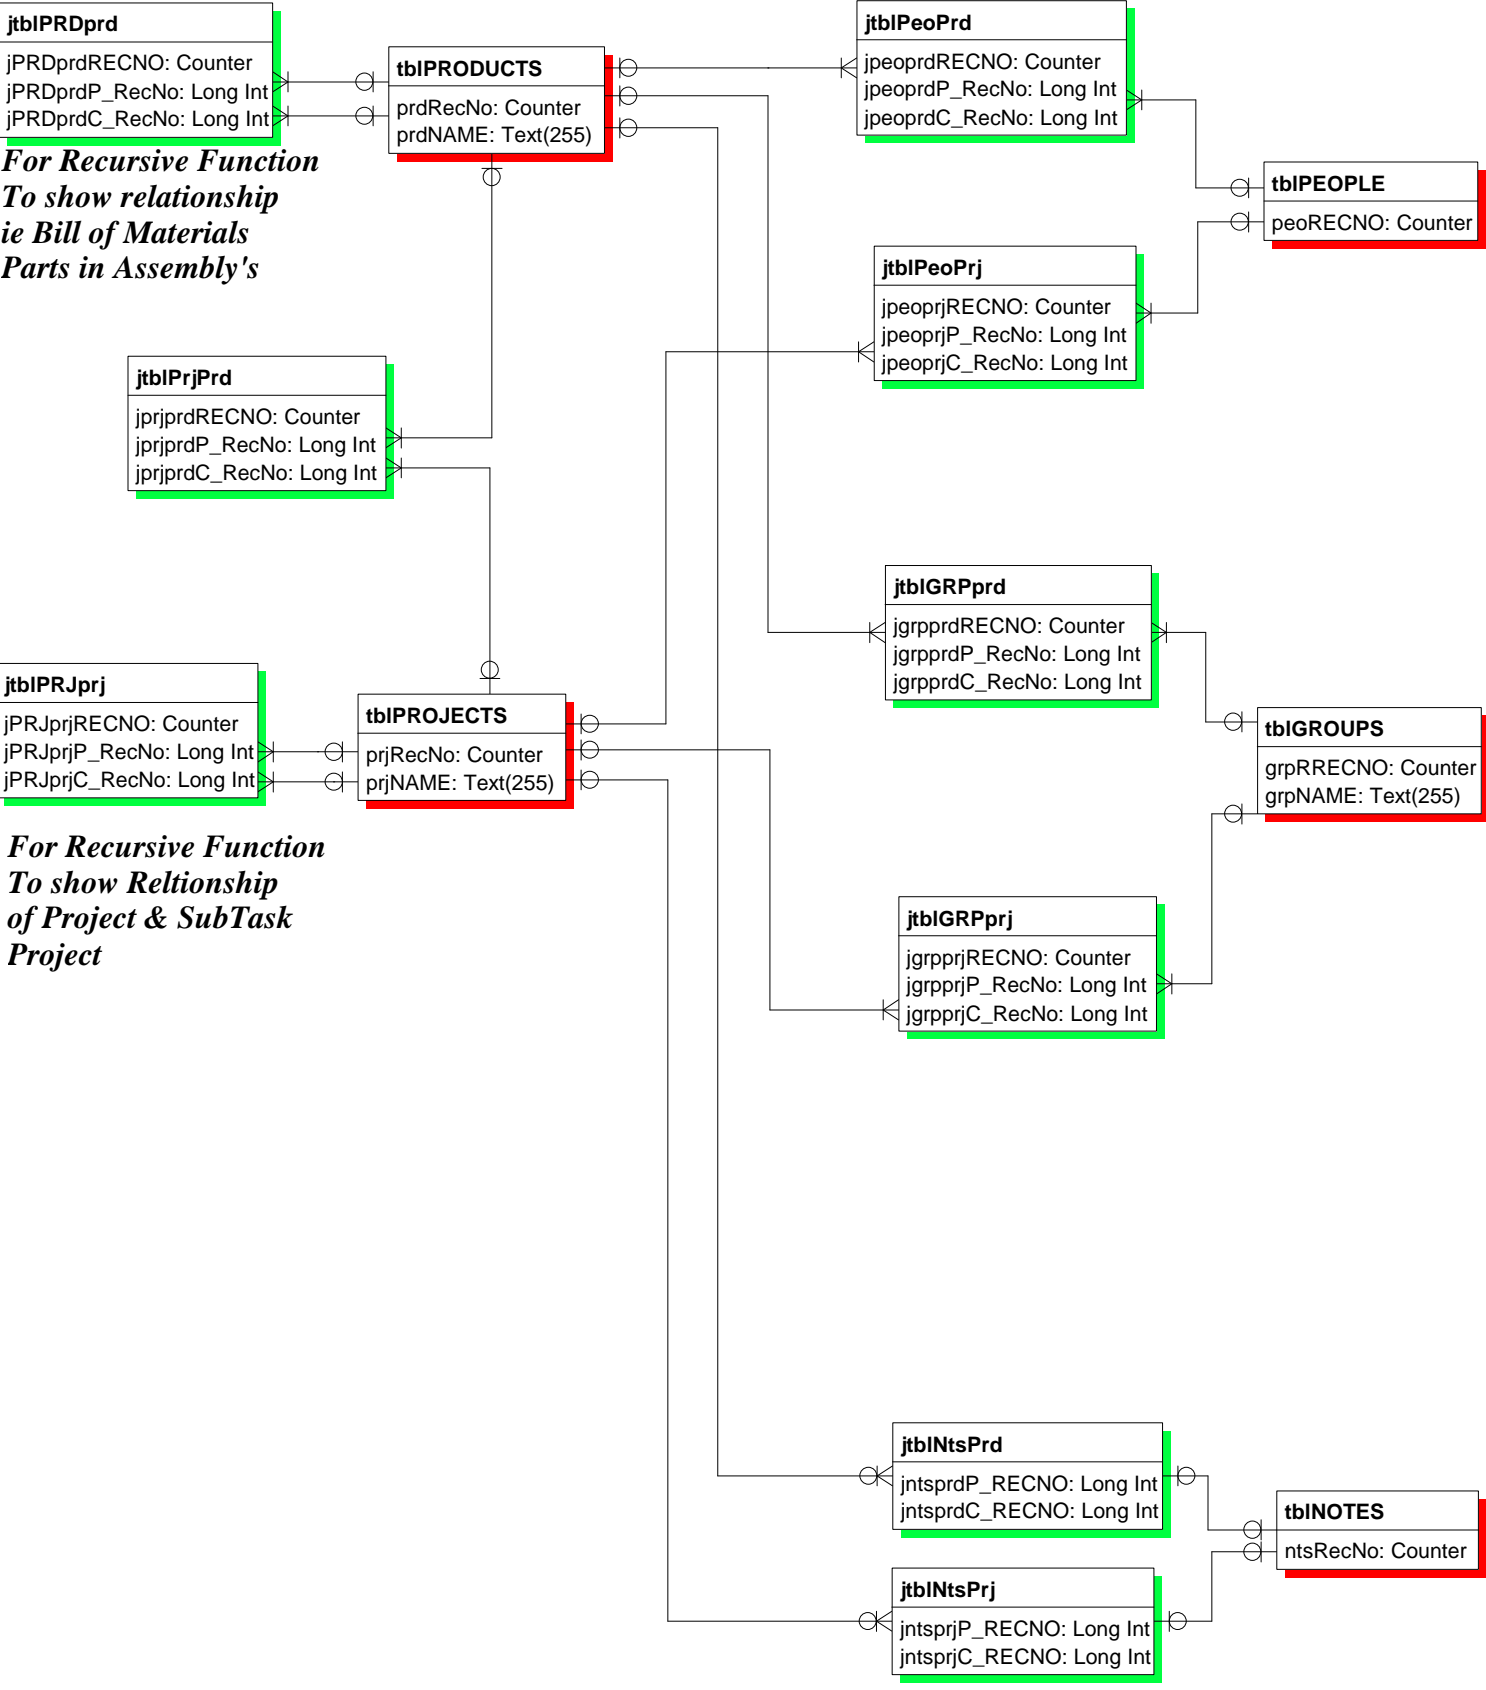 jtblPRDprd
jPRDprdRECNO: Counter
jPRDprdP_RecNo: Long Int
jPRDprdC_RecNo: Long Int
For Recursive Function
To show relationship
ie Bill of Materials
Parts in Assembly's
tblPRODUCTS
prdRecNo: Counter
prdNAME: Text(255)
jtblPeoPrd
jpeoprdRECNO: Counter
jpeoprdP_RecNo: Long Int
jpeoprdC_RecNo: Long Int
tblPEOPLE
peoRECNO: Counter
jtblPeoPrj
jpeoprjRECNO: Counter
jpeoprjP_RecNo: Long Int
jpeoprjC_RecNo: Long Int
jtblPrjPrd
jprjprdRECNO: Counter
jprjprdP_RecNo: Long Int
jprjprdC_RecNo: Long Int
jtblGRPprd
jgrpprdRECNO: Counter
jgrpprdP_RecNo: Long Int
jgrpprdC_RecNo: Long Int
jtblPRJprj
jPRJprjRECNO: Counter
jPRJprjP_RecNo: Long Int
jPRJprjC_RecNo: Long Int
tblPROJECTS
prjRecNo: Counter
prjNAME: Text(255)
tblGROUPS
grpRRECNO: Counter
grpNAME: Text(255)
For Recursive Function
To show Reltionship
of Project & SubTask
Project
jtblGRPprj
jgrpprjRECNO: Counter
jgrpprjP_RecNo: Long Int
jgrpprjC_RecNo: Long Int
jtblNtsPrd
jntsprdP_RECNO: Long Int
jntsprdC_RECNO: Long Int
tblNOTES
ntsRecNo: Counter
jtblNtsPrj
jntsprjP_RECNO: Long Int
jntsprjC_RECNO: Long Int